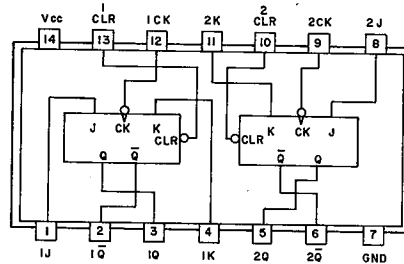 1 2
Vcc CLR 1CK 2K CLR 2CK 2J
14 13 12 11 10 9 8
J CK K CLR CLR K CK J
Q Q̅ Q̅ Q
1 2 3 4 5 6 7
1J 1Q̅ 1Q 1K 2Q 2Q̅ GND